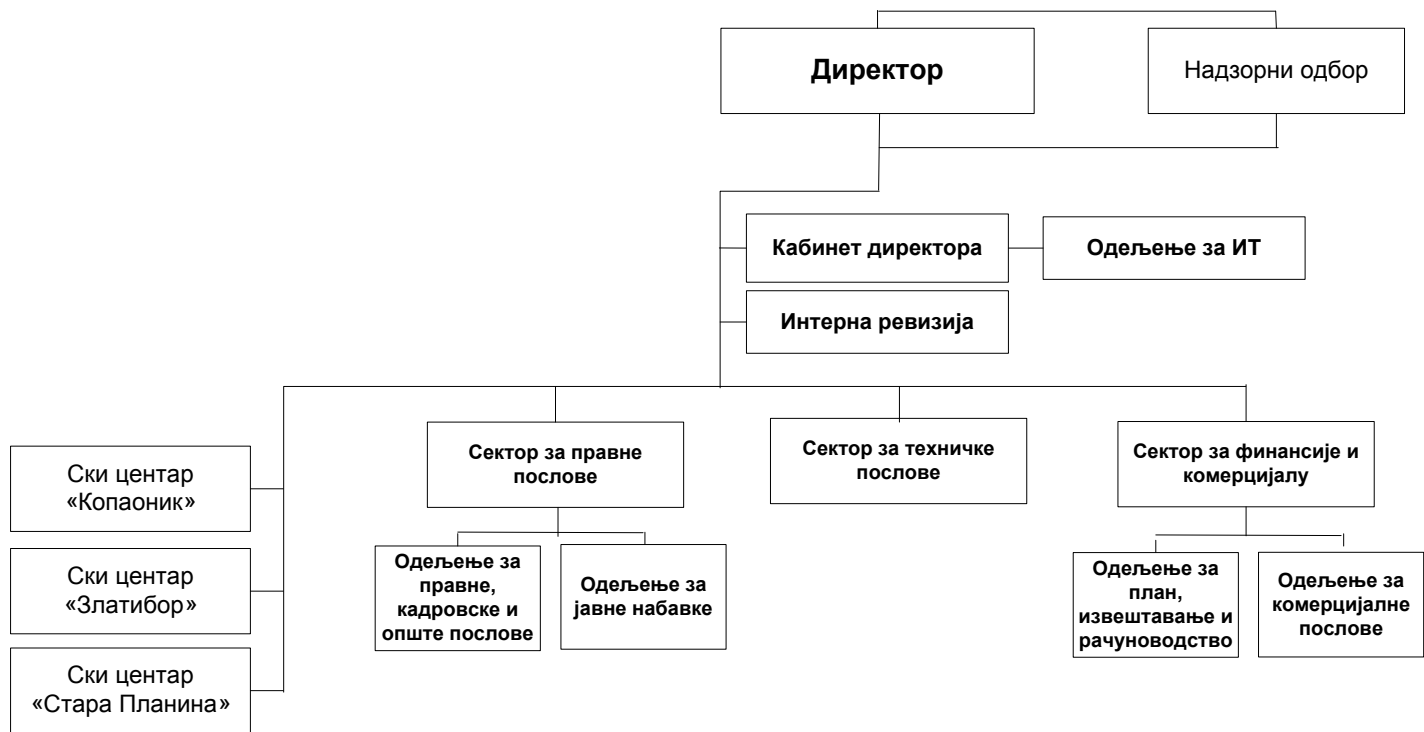 Директор
Надзорни одбор
Кабинет директора
Одељење за ИТ
Интерна ревизија
Ски центар
«Копаоник»
Ски центар
«Златибор»
Ски центар
«Стара Планина»
Сектор за правне
послове
Сектор за техничке
послове
Сектор за финансије и
комерцијалу
Одељење за
правне,
кадровске и
опште послове
Одељење за
јавне набавке
Одељење за
план,
извештавање и
рачуноводство
Одељење за
комерцијалне
послове